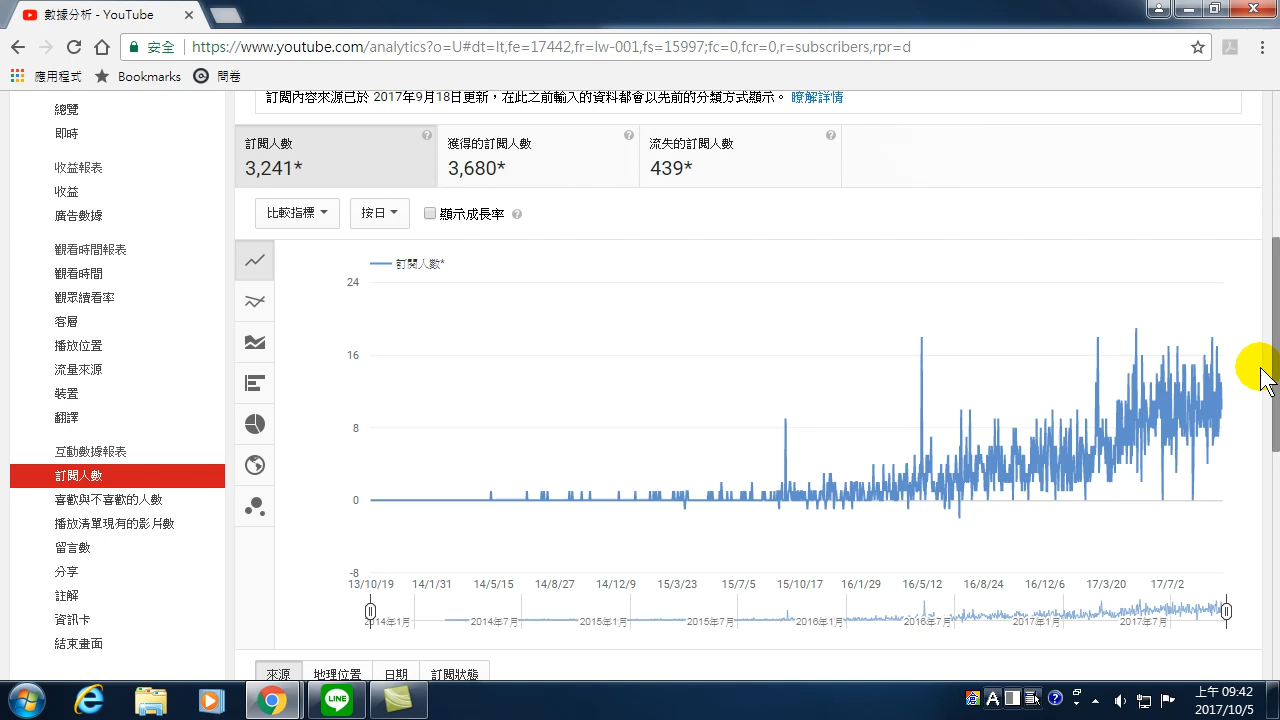 數據分析 - YouTube
安全 https://www.youtube.com/analytics?o=U#dt=lt,fe=17442,fr=lw-001,fs=15997;fc=0,fcr=0,r=subscribers,rpr=d
應用程式 Bookmarks 問卷
訂閱內容來源已於 2017年9月18日更新，在此之前輸入的資料都會以先前的分類方式顯示。 瞭解詳情
總覽
即時
收益報表
收益
廣告數據
觀看時間報表
觀看時間
觀眾續看率
客層
播放位置
流量來源
裝置
翻譯
互動數據報表
訂閱人數
喜歡與不喜歡的人數
播放清單現有的影片數
留言數
分享
註解
資訊卡
結束畫面
訂閱人數 ? 獲得的訂閱人數 ? 流失的訂閱人數 ?
3,241* 3,680* 439*
比較指標 按日 顯示成長率 ?
訂閱人數*
24
16
8
0
-8
13/10/19 14/1/31 14/5/15 14/8/27 14/12/9 15/3/23 15/7/5 15/10/17 16/1/29 16/5/12 16/8/24 16/12/6 17/3/20 17/7/2
2014年1月 2014年7月 2015年1月 2015年7月 2016年1月 2016年7月 2017年1月 2017年7月
來源 地理位置 日期 訂閱狀態
LINE
A
?
上午 09:42
2017/10/5